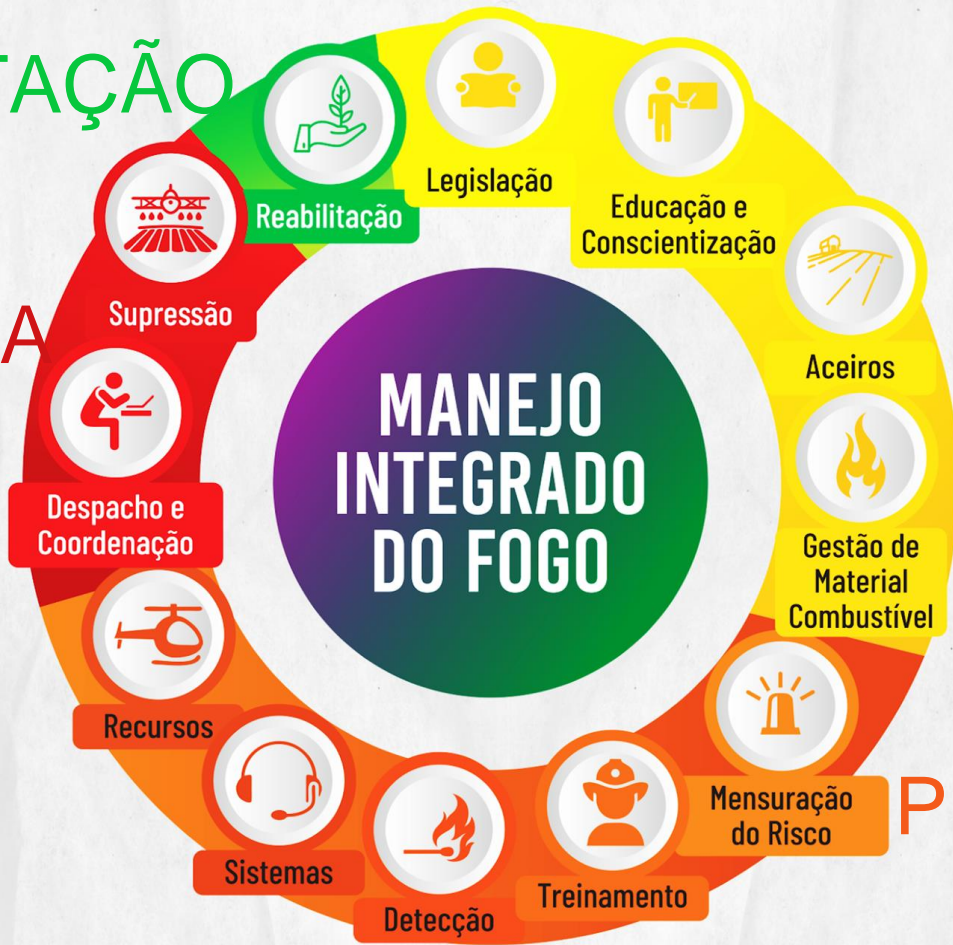 TAÇÃO
Legislação
Educação e
Conscientização
Reabilitação
Supressão
A
Aceiros
MANEJO
INTEGRADO
DO FOGO
Despacho e
Coordenação
Gestão de
Material
Combustível
Recursos
Mensuração
do Risco
P
Sistemas
Treinamento
Detecção